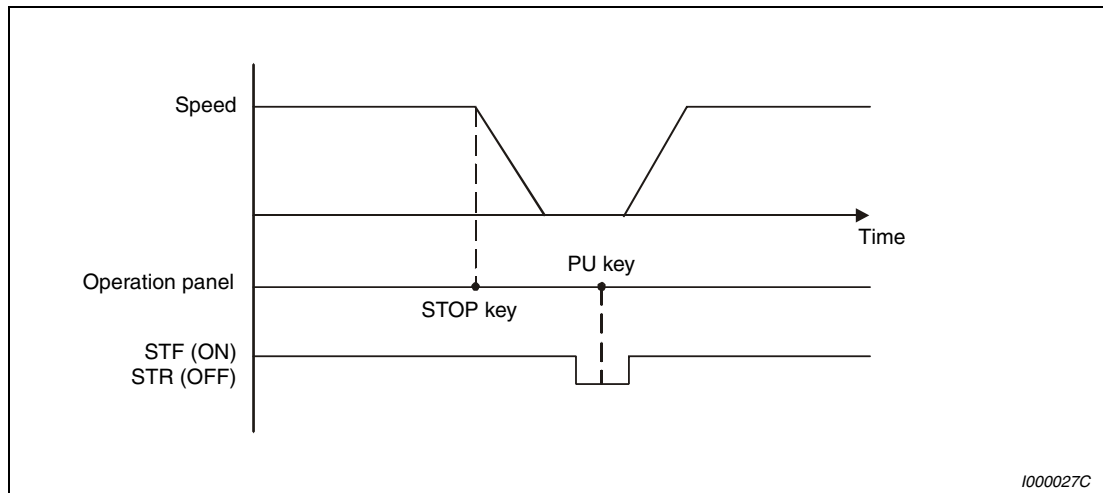 Speed
Time
Operation panel
PU key
STOP key
STF (ON)
STR (OFF)
I000027C